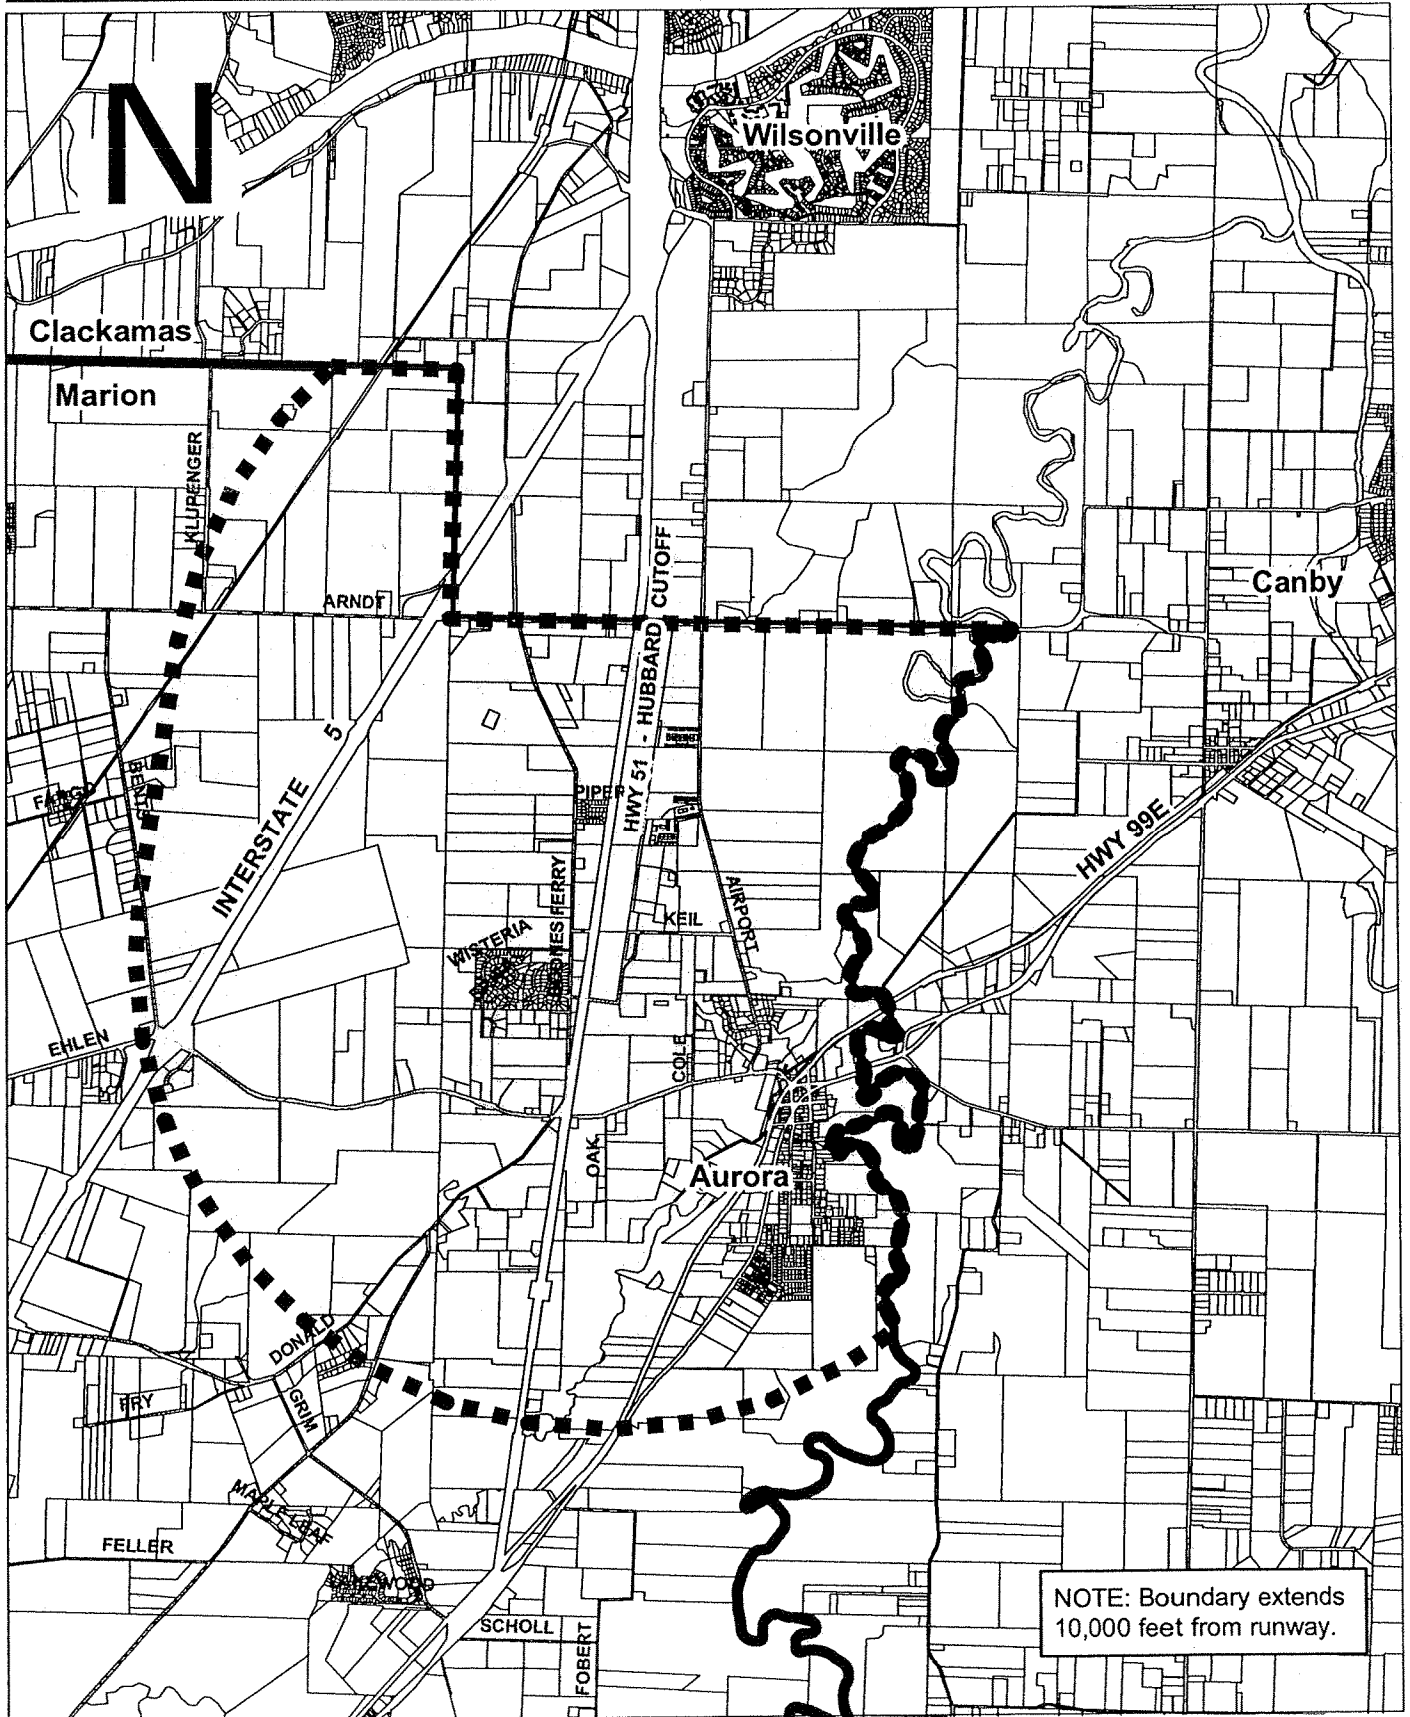 N
Wilsonville
Clackamas
Marion
KLUPENGER
ARNDT
HWY 51 - HUBBARD CUTOFF
Canby
INTERSTATE 5
FARGO
BENTS
PIPER
HWY 99E
BOONES FERRY
AIRPORT
KEIL
WISTERIA
EHLEN
COLE
OAK
Aurora
DONALD
FRY
GRIM
MAPLE LEAF
FELLER
LAKEWOOD
SCHOLL
FOBERT
NOTE: Boundary extends
10,000 feet from runway.